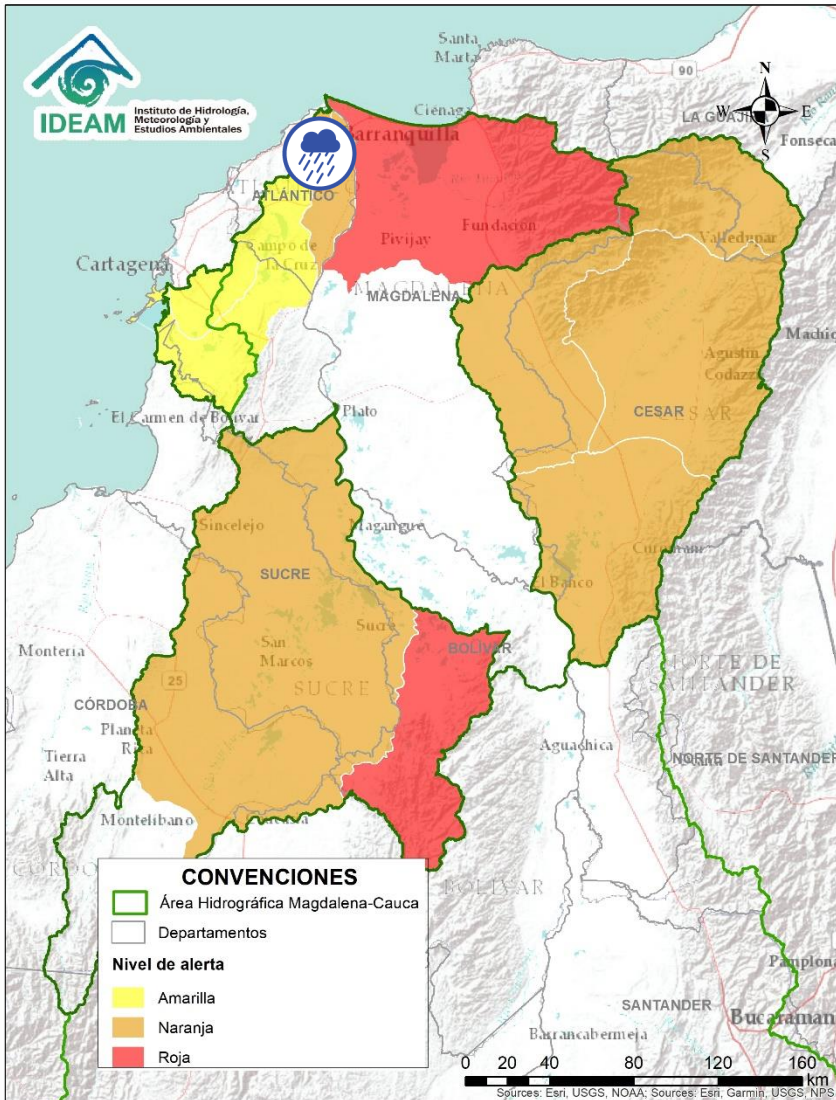 Santa
Marta
90
N
W
E
S
IDEAM
Instituto de Hidrología,
Meteorología y
Estudios Ambientales
Ciénaga
LA GUAJI
Fonseca
Barranquilla
ATLÁNTICO
Fundación
Pivijay
Valledupar
Campo de
la Cruz
Cartagena
MAGDALENA
Machi
Agustín
Codazzi
CESAR
CESAR
El Carmen de Bolívar
Plato
Sincelejo
Magangué
Curumaní
SUCRE
El Banco
Sucre
Montería
San
Marcos
BOLÍVAR
NORTE DE
SANTANDER
25
SUCRE
CÓRDOBA
Planeta
Rica
Aguachica
NORTE DE SANTANDER
Tierra
Alta
Montelíbano
BOLÍVAR
CONVENCIONES
Área Hidrográfica Magdalena-Cauca
Departamentos
Nivel de alerta
Amarilla
Naranja
Roja
Pamplona
SANTANDER
Bucaraman
Barrancabermeja
0 20 40 80 120 160
km
Sources: Esri, USGS, NOAA; Sources: Esri, Garmin, USGS, NPS